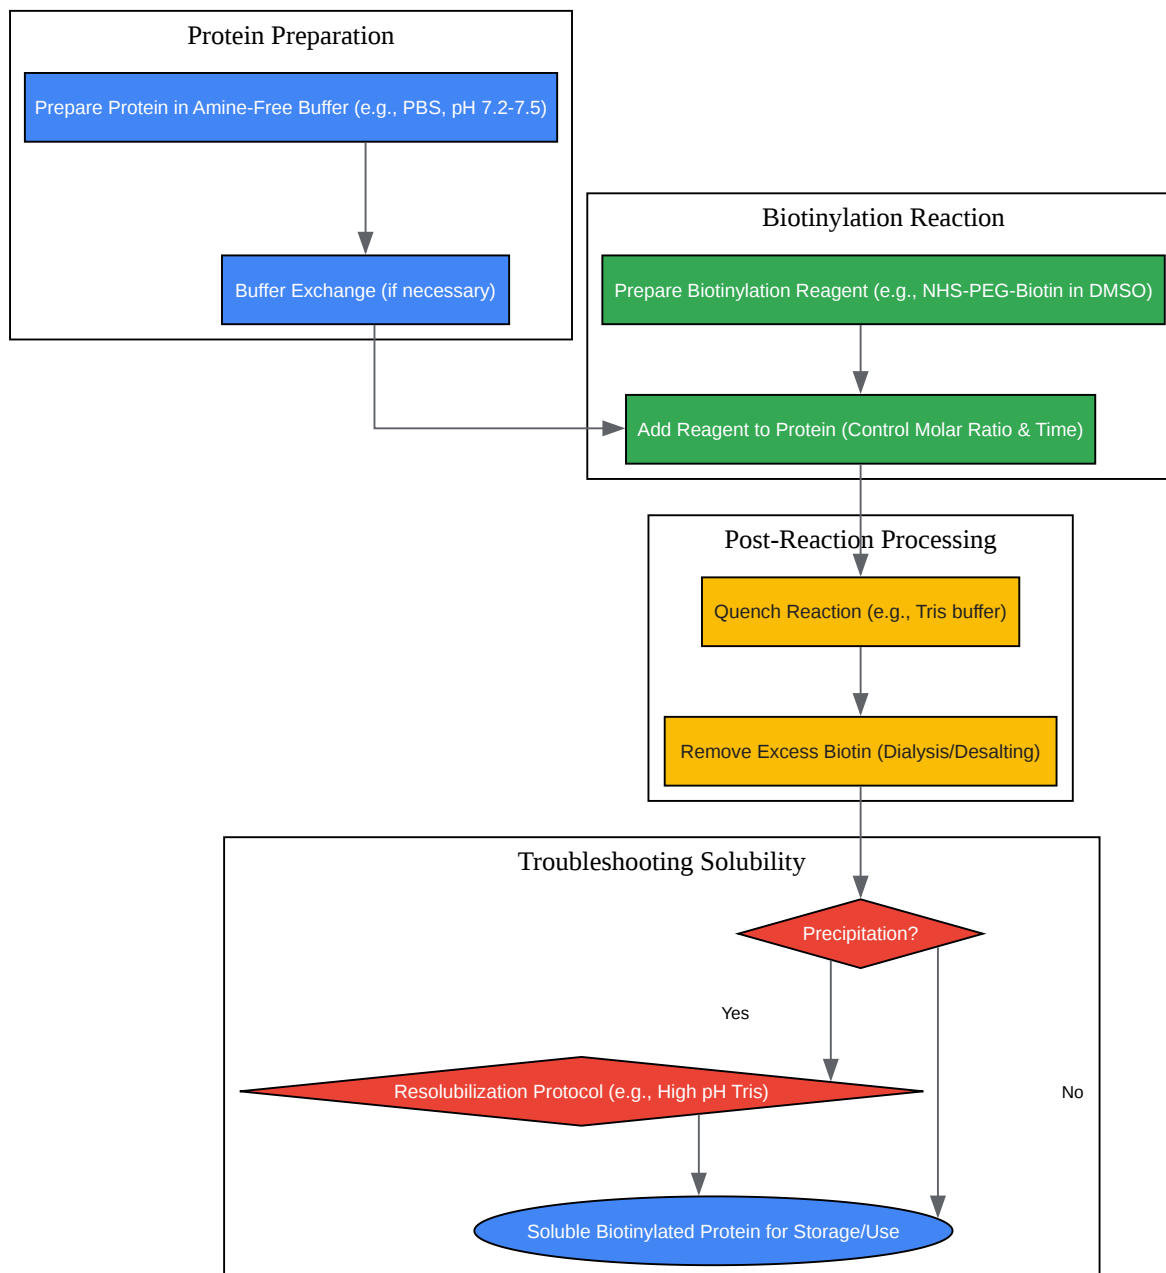 Protein Preparation
Prepare Protein in Amine-Free Buffer (e.g., PBS, pH 7.2-7.5)
Buffer Exchange (if necessary)
Biotinylation Reaction
Prepare Biotinylation Reagent (e.g., NHS-PEG-Biotin in DMSO)
Add Reagent to Protein (Control Molar Ratio & Time)
Post-Reaction Processing
Quench Reaction (e.g., Tris buffer)
Remove Excess Biotin (Dialysis/Desalting)
Troubleshooting Solubility
Precipitation?
Yes
Resolubilization Protocol (e.g., High pH Tris)
No
Soluble Biotinylated Protein for Storage/Use